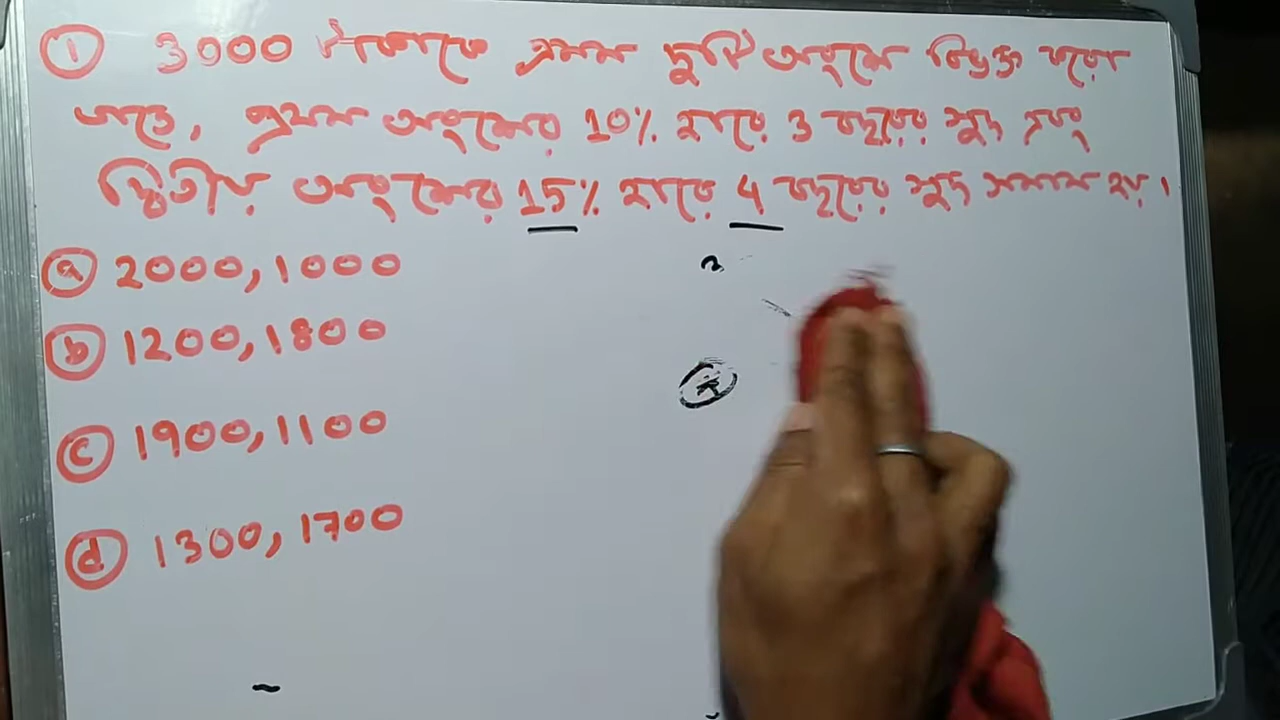 ① 3000 টাকাকে এমন দুটি অংশে বিভক্ত করো
যাতে, প্রথম অংশের 10% হারে 3 বছরের সুদ এবং
দ্বিতীয় অংশের 15% হারে 4 বছরের সুদ সমান হয়।
ⓐ 2000, 1000
ⓑ 1200, 1800
ⓒ 1900, 1100
ⓓ 1300, 1700